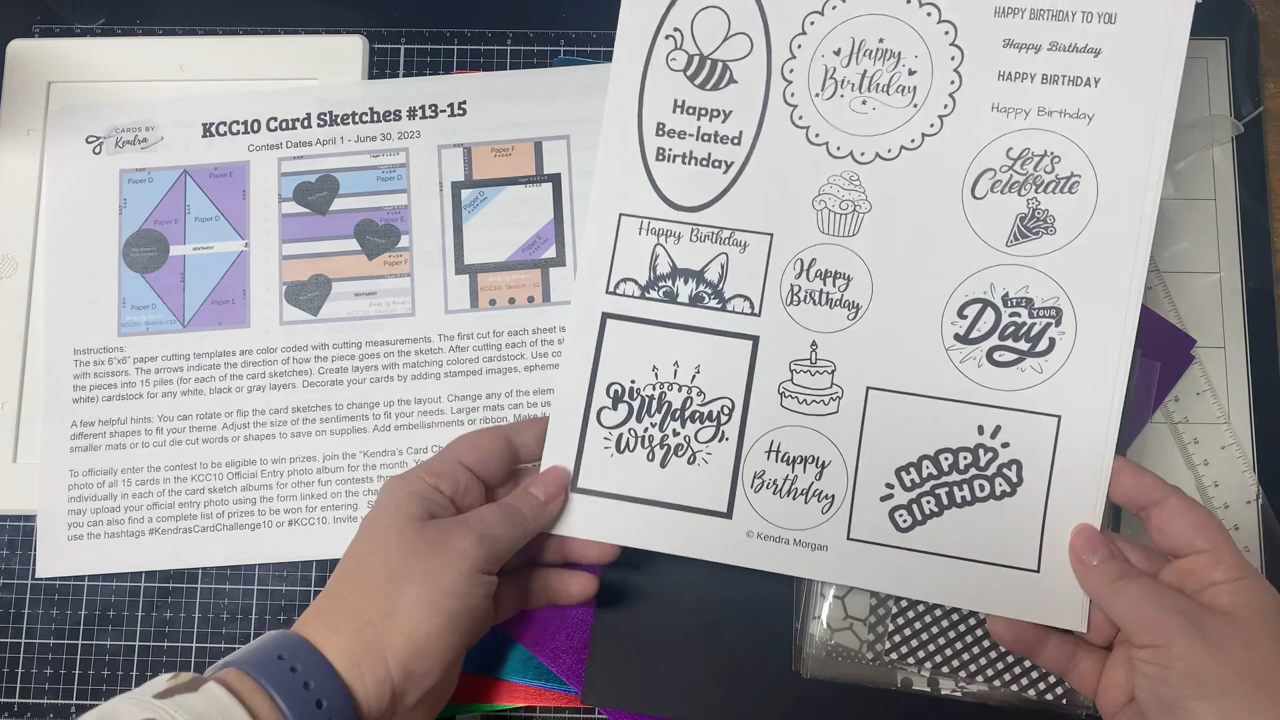 CARDS BY
Kendra
KCC10 Card Sketches #13-15
Contest Dates April 1 - June 30, 2023
Paper D
Paper E
Paper E
Paper D
SENTIMENT
Paper D
Paper E
Paper D
Paper E
Paper F
SENTIMENT
Paper F
Paper D
Paper E
Instructions:
The six 6"x6" paper cutting templates are color coded with cutting measurements. The first cut for each sheet is
with scissors. The arrows indicate the direction of how the piece goes on the sketch. After cutting each of the
the pieces into 15 piles (for each of the card sketches). Create layers with matching colored cardstock. Use
white) cardstock for any white, black or gray layers. Decorate your cards by adding stamped images,
A few helpful hints: You can rotate or flip the card sketches to change up the layout. Change any of the
different shapes to fit your theme. Adjust the size of the sentiments to fit your needs. Larger mats can be
smaller mats or to cut die cut words or shapes to save on supplies. Add embellishments or ribbon.
To officially enter the contest to be eligible to win prizes, join the "Kendra's Card
photo of all 15 cards in the KCC10 Official Entry photo album for the month.
individually in each of the card sketch albums for other fun contests
may upload your official entry photo using the form linked on the
you can also find a complete list of prizes to be won for entering.
use the hashtags #KendrasCardChallenge10 or #KCC10. Invite
Happy
Bee-lated
Birthday
Happy
Birthday
HAPPY BIRTHDAY TO YOU
Happy Birthday
HAPPY BIRTHDAY
Happy Birthday
Let's
Celebrate
Happy Birthday
Happy
Birthday
IT'S YOUR
Day
Birthday
wishes
Happy
Birthday
HAPPY
BIRTHDAY
© Kendra Morgan